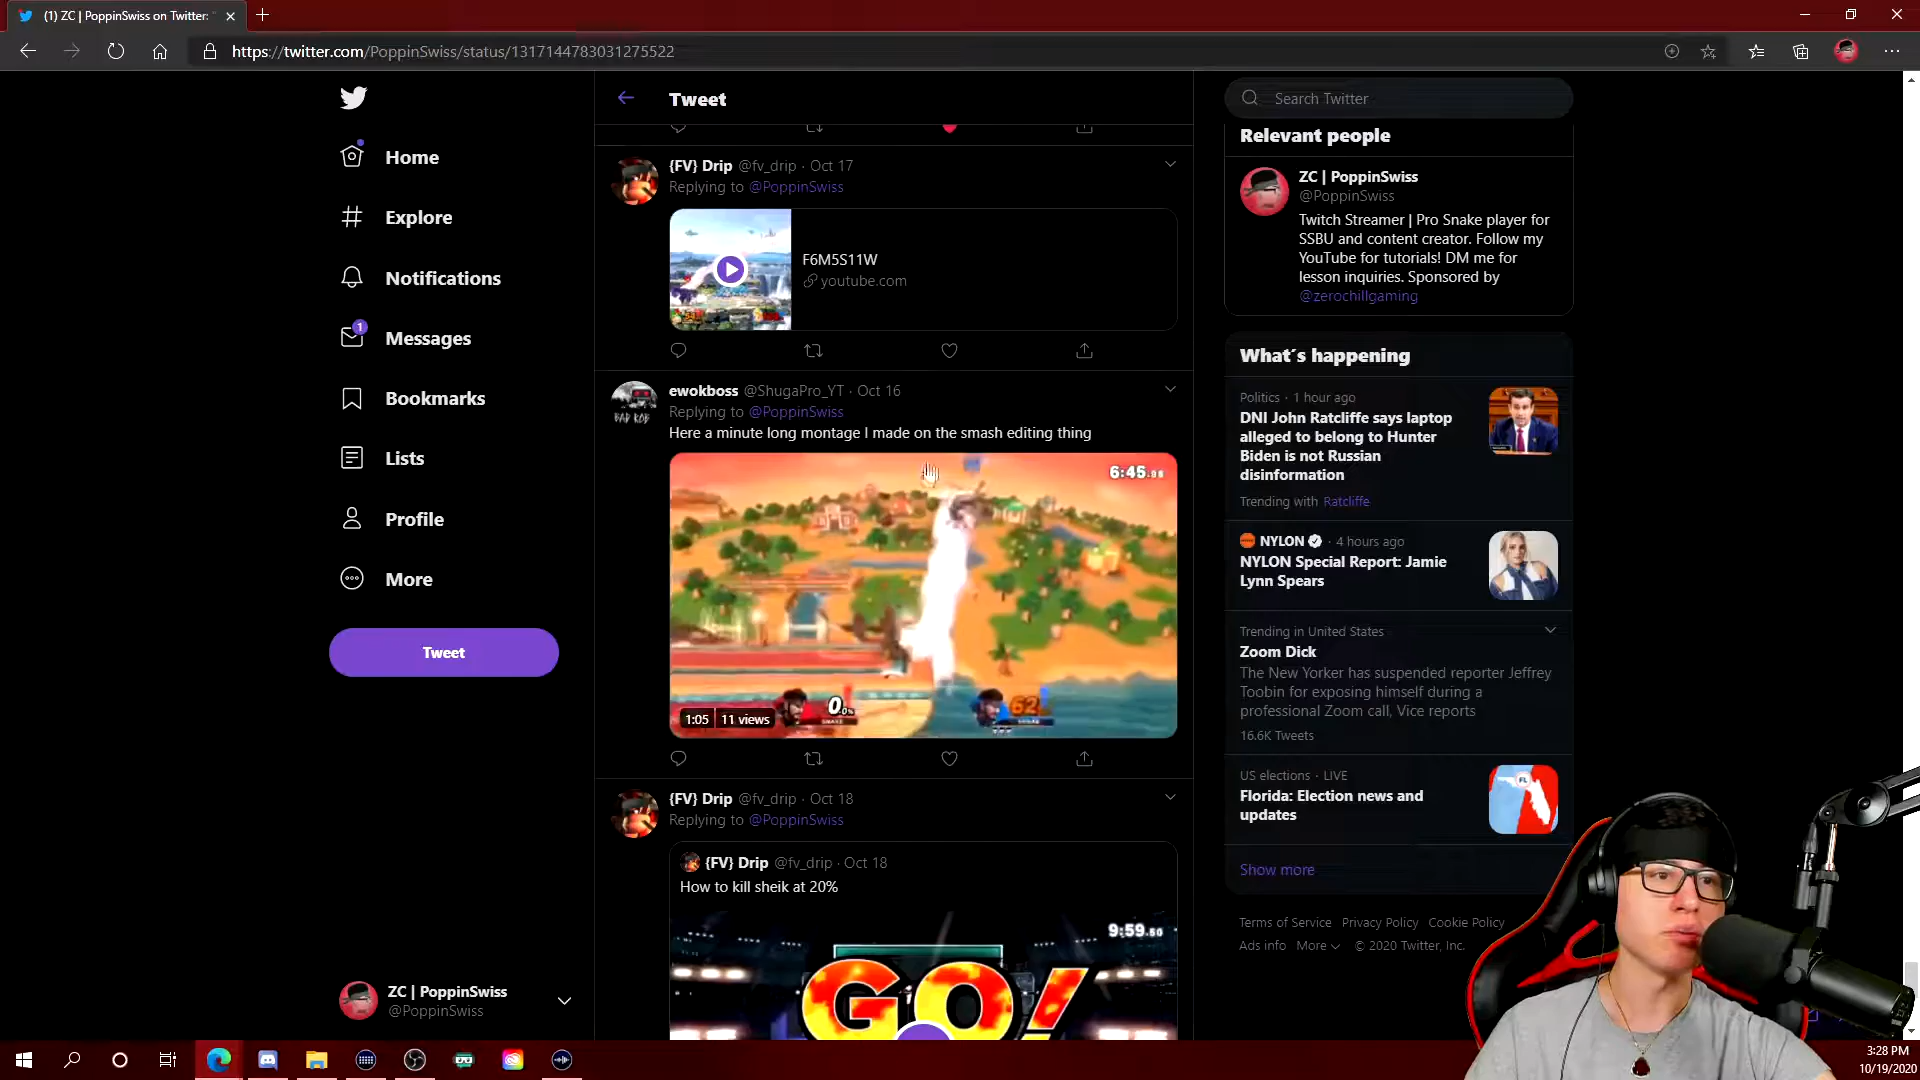 (1) ZC | PoppinSwiss on Twitter: "
https://twitter.com/PoppinSwiss/status/1317144783031275522
Home
Explore
Notifications
1
Messages
Bookmarks
Lists
Profile
More
Tweet
ZC | PoppinSwiss
@PoppinSwiss
Tweet
{FV} Drip @fv_drip · Oct 17
Replying to @PoppinSwiss
F6M5S11W
youtube.com
ewokboss @ShugaPro_YT · Oct 16
Replying to @PoppinSwiss
Here a minute long montage I made on the smash editing thing
6:45.98
0%
62
1:05 11 views
{FV} Drip @fv_drip · Oct 18
Replying to @PoppinSwiss
{FV} Drip @fv_drip · Oct 18
How to kill sheik at 20%
9:59.50
GO!
Search Twitter
Relevant people
ZC | PoppinSwiss
@PoppinSwiss
Twitch Streamer | Pro Snake player for
SSBU and content creator. Follow my
YouTube for tutorials! DM me for
lesson inquiries. Sponsored by
@zerochillgaming
What's happening
Politics · 1 hour ago
DNI John Ratcliffe says laptop
alleged to belong to Hunter
Biden is not Russian
disinformation
Trending with Ratcliffe
NYLON · 4 hours ago
NYLON Special Report: Jamie
Lynn Spears
Trending in United States
Zoom Dick
The New Yorker has suspended reporter Jeffrey
Toobin for exposing himself during a
professional Zoom call, Vice reports
16.6K Tweets
US elections · LIVE
Florida: Election news and
updates
Show more
Terms of Service Privacy Policy Cookie Policy
Ads info More © 2020 Twitter, Inc.
3:28 PM
10/19/2020